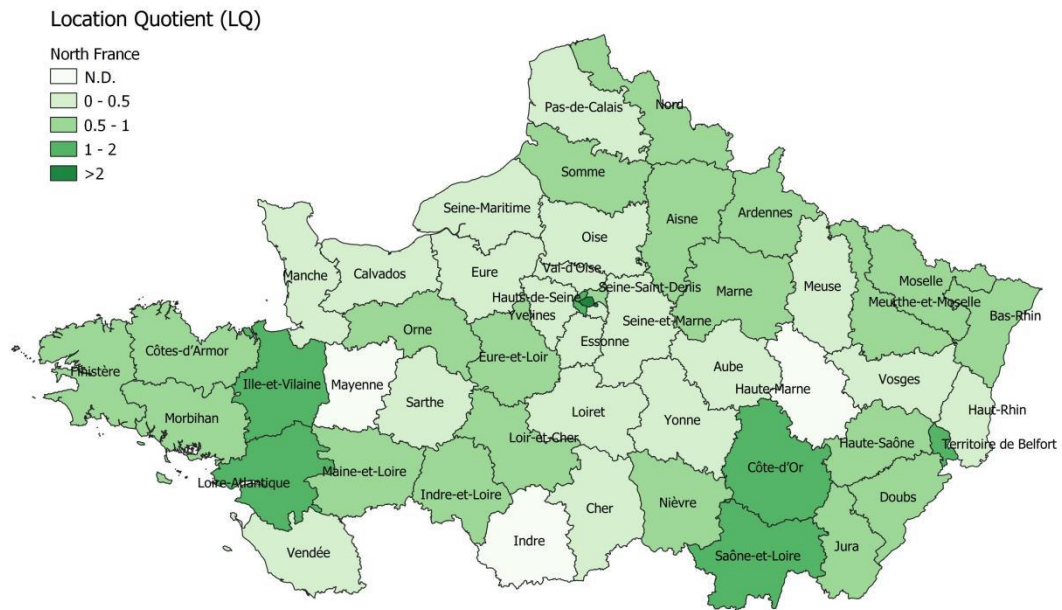 Location Quotient (LQ)
North France
N.D.
0 - 0.5
0.5 - 1
1 - 2
>2
Pas-de-Calais
Nord
Somme
Seine-Maritime
Aisne
Ardennes
Oise
Manche
Calvados
Eure
Val-d'Oise
Seine-Saint-Denis
Hauts-de-Seine
Yvelines
Marne
Meuse
Moselle
Meurthe-et-Moselle
Bas-Rhin
Seine-et-Marne
Orne
Essonne
Côtes-d'Armor
Eure-et-Loir
Finistère
Ille-et-Vilaine
Mayenne
Aube
Haute-Marne
Vosges
Sarthe
Loiret
Haut-Rhin
Morbihan
Yonne
Loir-et-Cher
Haute-Saône
Territoire de Belfort
Maine-et-Loire
Côte-d'Or
Loire-Atlantique
Indre-et-Loire
Doubs
Nièvre
Cher
Indre
Vendée
Saône-et-Loire
Jura